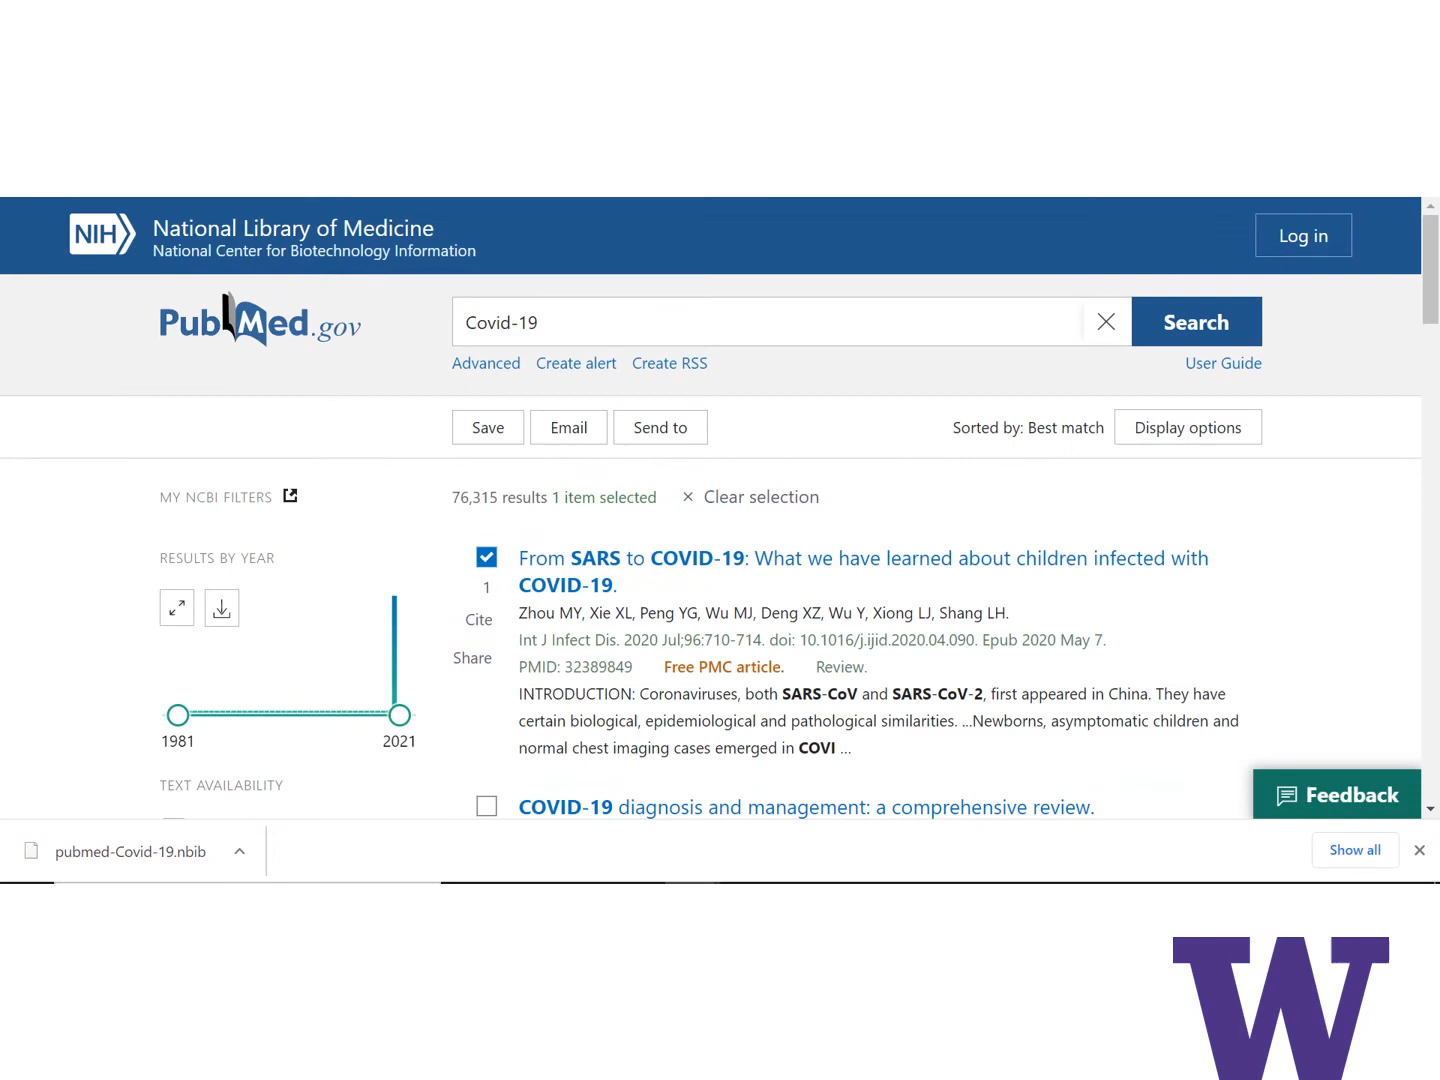 NIH
National Library of Medicine
National Center for Biotechnology Information
Log in
PubMed.gov
Covid-19
Search
Advanced
Create alert
Create RSS
User Guide
Save
Email
Send to
Sorted by: Best match
Display options
MY NCBI FILTERS
76,315 results 1 item selected
× Clear selection
RESULTS BY YEAR
1981
2021
TEXT AVAILABILITY
From SARS to COVID-19: What we have learned about children infected with
COVID-19.
1
Cite
Share
Zhou MY, Xie XL, Peng YG, Wu MJ, Deng XZ, Wu Y, Xiong LJ, Shang LH.
Int J Infect Dis. 2020 Jul;96:710-714. doi: 10.1016/j.ijid.2020.04.090. Epub 2020 May 7.
PMID: 32389849 Free PMC article. Review.
INTRODUCTION: Coronaviruses, both SARS-CoV and SARS-CoV-2, first appeared in China. They have
certain biological, epidemiological and pathological similarities. ...Newborns, asymptomatic children and
normal chest imaging cases emerged in COVI ...
COVID-19 diagnosis and management: a comprehensive review.
Feedback
pubmed-Covid-19.nbib
Show all
W